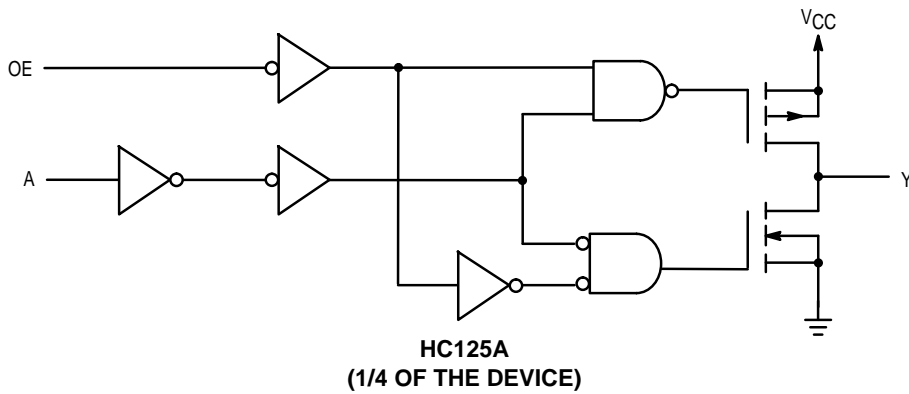 VCC
OE
A
Y
HC125A
(1/4 OF THE DEVICE)